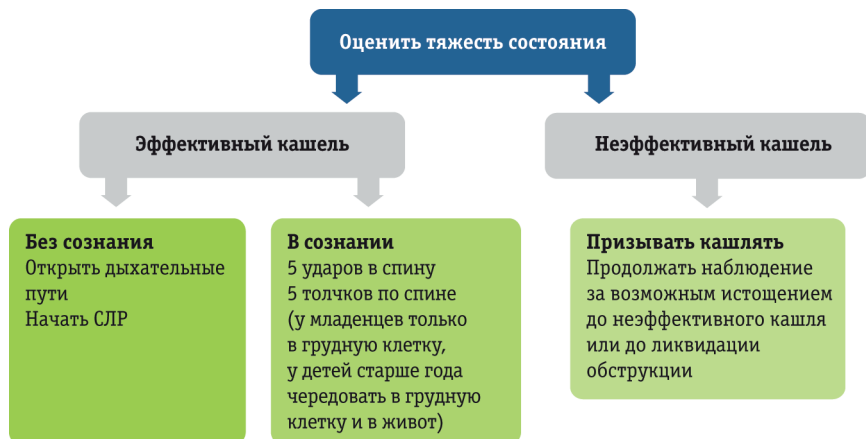 Оценить тяжесть состояния
Эффективный кашель
Неэффективный кашель
Без сознания
Открыть дыхательные
пути
Начать СЛР
В сознании
5 ударов в спину
5 толчков по спине
(у младенцев только
в грудную клетку,
у детей старше года
чередовать в грудную
клетку и в живот)
Призывать кашлять
Продолжать наблюдение
за возможным истощением
до неэффективного кашля
или до ликвидации
обструкции